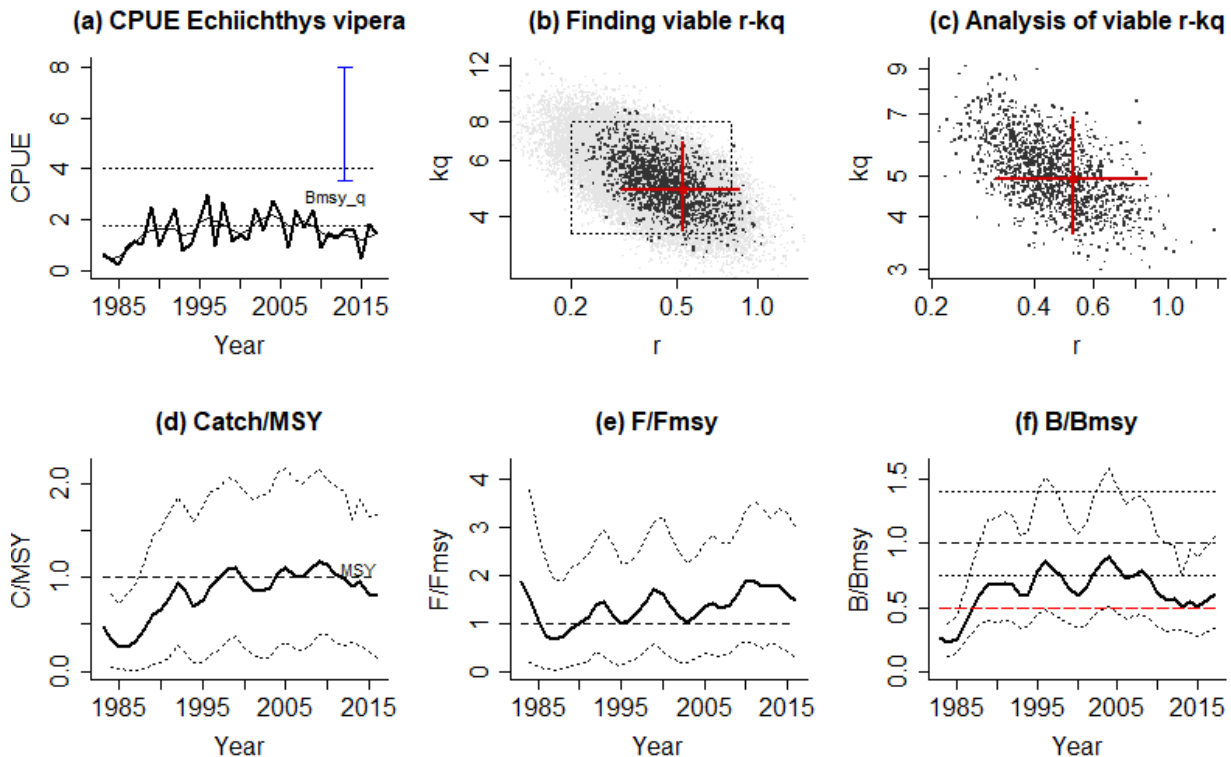 (a) CPUE Echiichthys vipera
CPUE
0
2
4
6
8
Bmsy_q
1985
1995
2005
2015
Year
(b) Finding viable r-kq
kq
4
6
8
12
0.2
0.5
1.0
r
(c) Analysis of viable r-kq
kq
3
4
5
7
9
0.2
0.4
0.6
1.0
r
(d) Catch/MSY
C/MSY
0.0
1.0
2.0
MSY
1985
1995
2005
2015
Year
(e) F/Fmsy
F/Fmsy
0
1
2
3
4
1985
1995
2005
2015
Year
(f) B/Bmsy
B/Bmsy
0.0
0.5
1.0
1.5
1985
1995
2005
2015
Year